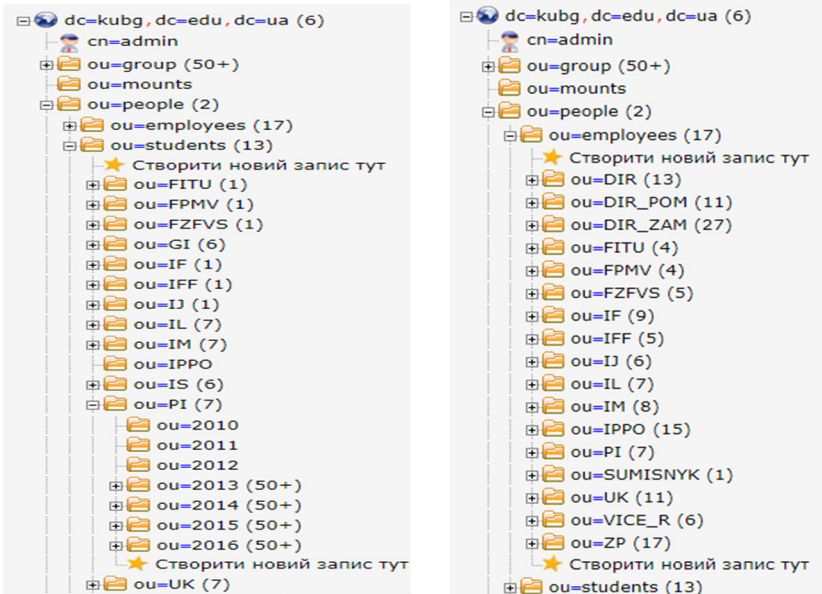 dc=kubg,dc=edu,dc=ua (6)
cn=admin
ou=group (50+)
ou=mounts
ou=people (2)
ou=employees (17)
ou=students (13)
Створити новий запис тут
ou=FITU (1)
ou=FPMV (1)
ou=FZFVS (1)
ou=GI (6)
ou=IF (1)
ou=IFF (1)
ou=IJ (1)
ou=IL (7)
ou=IM (7)
ou=IPPO
ou=IS (6)
ou=PI (7)
ou=2010
ou=2011
ou=2012
ou=2013 (50+)
ou=2014 (50+)
ou=2015 (50+)
ou=2016 (50+)
Створити новий запис тут
ou=UK (7)
dc=kubg,dc=edu,dc=ua (6)
cn=admin
ou=group (50+)
ou=mounts
ou=people (2)
ou=employees (17)
Створити новий запис тут
ou=DIR (13)
ou=DIR_POM (11)
ou=DIR_ZAM (27)
ou=FITU (4)
ou=FPMV (4)
ou=FZFVS (5)
ou=IF (9)
ou=IFF (5)
ou=IJ (6)
ou=IL (7)
ou=IM (8)
ou=IPPO (15)
ou=PI (7)
ou=SUMISNYK (1)
ou=UK (11)
ou=VICE_R (6)
ou=ZP (17)
Створити новий запис тут
ou=students (13)